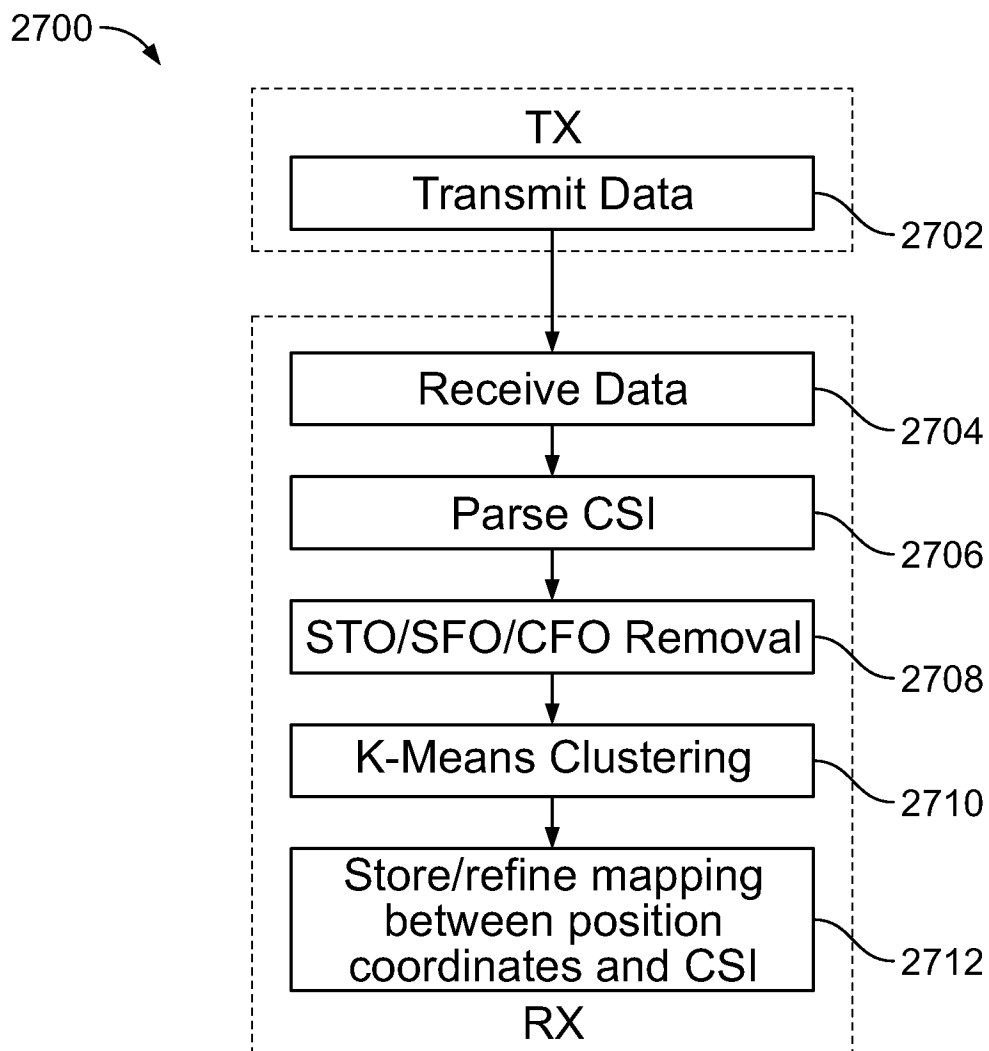 2700
TX
Transmit Data
2702
Receive Data
2704
Parse CSI
2706
STO/SFO/CFO Removal
2708
K-Means Clustering
2710
Store/refine mapping
between position
coordinates and CSI
2712
RX